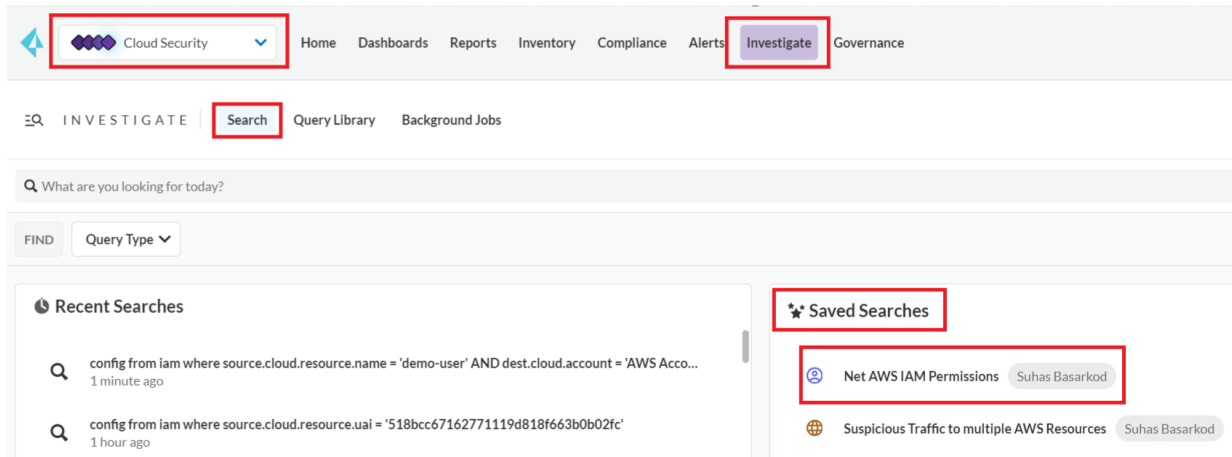 Cloud Security Home Dashboards Reports Inventory Compliance Alerts Investigate Governance
INVESTIGATE Search Query Library Background Jobs
What are you looking for today?
FIND Query Type
Recent Searches
config from iam where source.cloud.resource.name = 'demo-user' AND dest.cloud.account = 'AWS Acco...
1 minute ago
config from iam where source.cloud.resource.uai = '518bcc67162771119d818f663b0b02fc'
1 hour ago
Saved Searches
Net AWS IAM Permissions Suhas Basarkod
Suspicious Traffic to multiple AWS Resources Suhas Basarkod